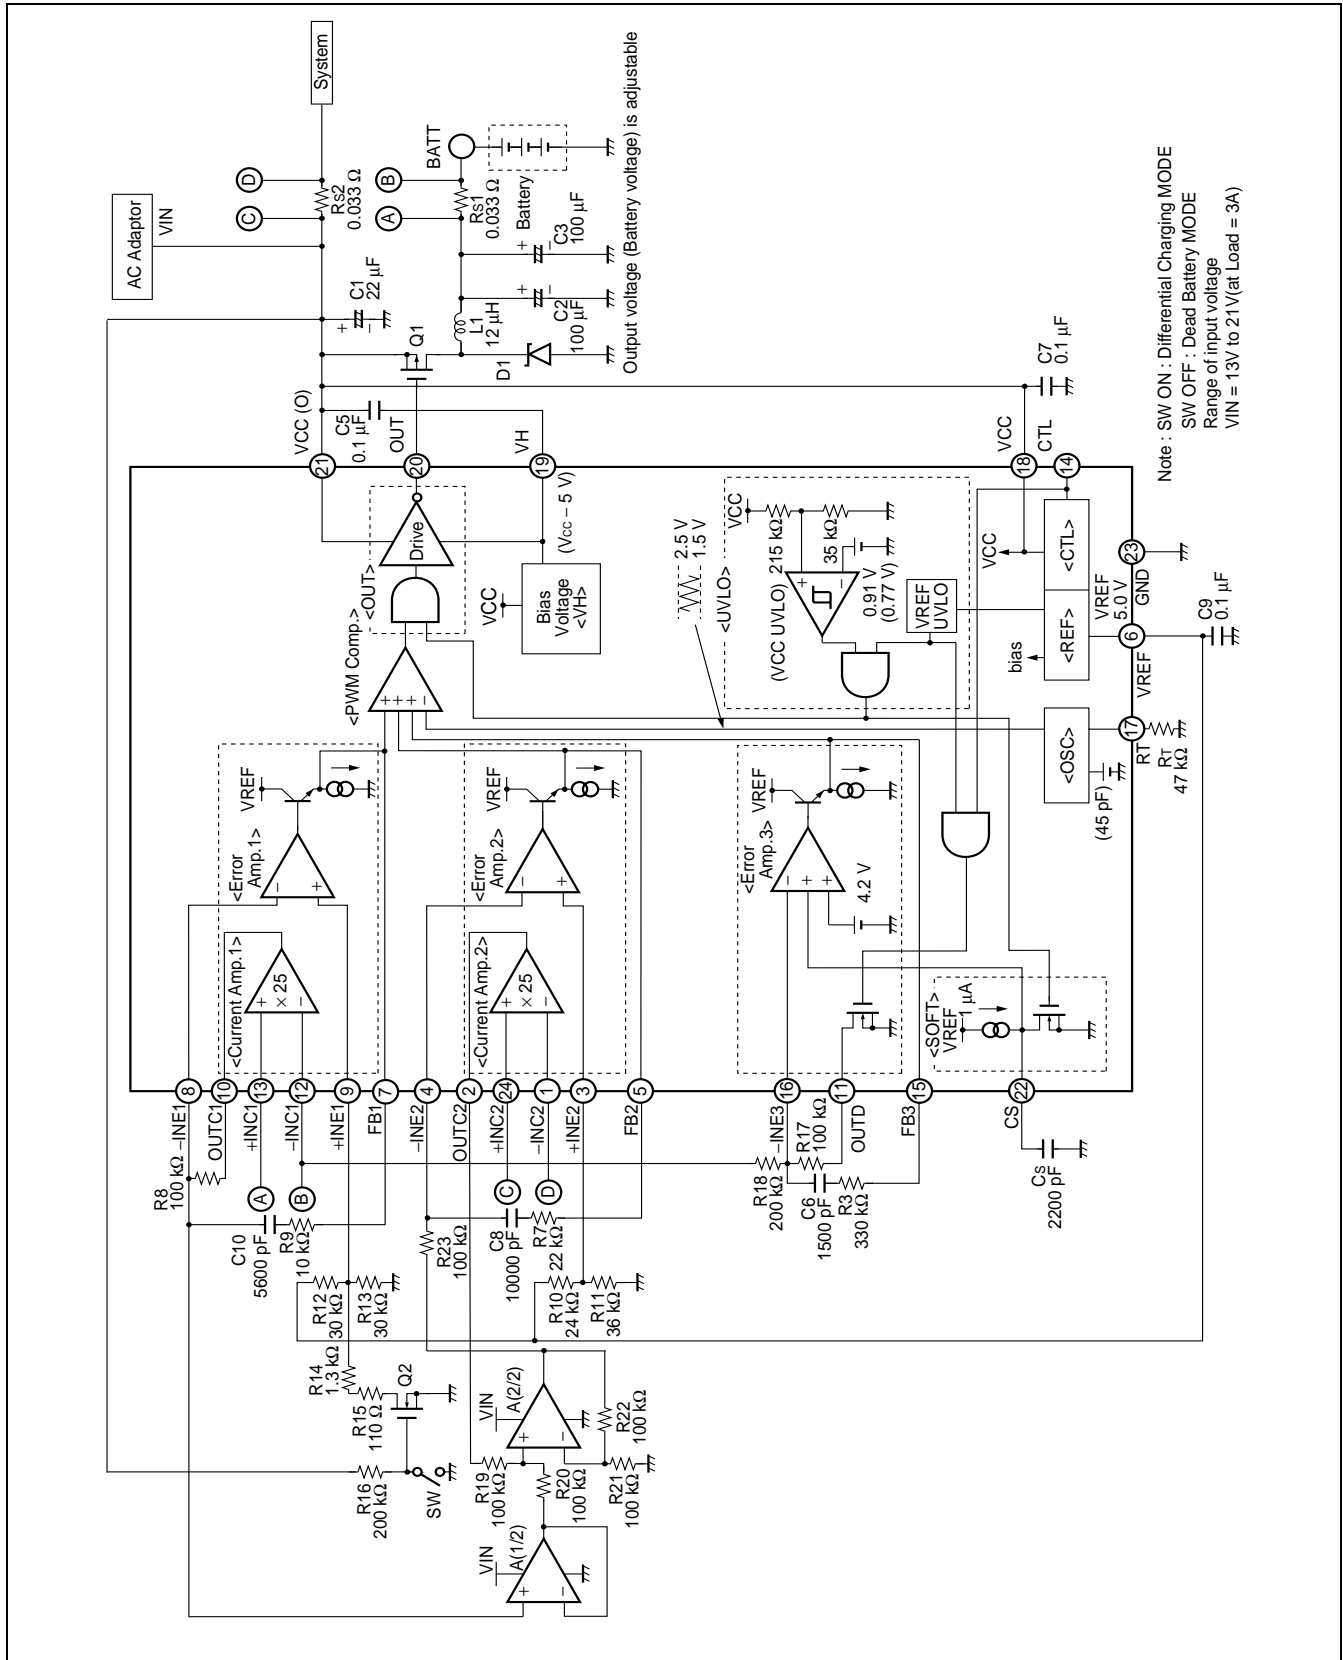 −INE1
R8
100 kΩ
OUTC1
+INC1
−INC1
+INE1
FB1
−INE2
OUTC2
+INC2
−INC2
+INE2
FB2
−INE3
OUTD
FB3
CS
8
10
13
12
9
7
4
2
24
1
3
5
16
11
15
22
A
B
C
D
C10
5600 pF
R9
10 kΩ
R12
30 kΩ
R13
30 kΩ
R14
1.3 kΩ
R15
110 Ω
Q2
R16
200 kΩ
SW
R23
100 kΩ
C8
10000 pF
R7
22 kΩ
R10
24 kΩ
R11
36 kΩ
VIN
A(2/2)
+
−
R19
100 kΩ
R20
100 kΩ
R21
100 kΩ
R22
100 kΩ
VIN
A(1/2)
+
−
R18
200 kΩ
R17
100 kΩ
C6
1500 pF
R3
330 kΩ
CS
2200 pF
<Current Amp.1>
+
× 25
−
<Error
Amp.1>
−
+
VREF
<Current Amp.2>
+
× 25
−
<Error
Amp.2>
−
+
VREF
<Error
Amp.3>
−
+
+
VREF
4.2 V
<SOFT>
VREF
1 µA
<PWM Comp.>
+
+
+
−
<OUT>
Drive
VCC
Bias
Voltage
<VH>
(VCC − 5 V)
2.5 V
1.5 V
<UVLO>
VCC
215 kΩ
35 kΩ
+
−
(VCC UVLO)
0.91 V
(0.77 V)
VREF
UVLO
<OSC>
(45 pF)
bias
<REF>
<CTL>
VCC
VREF
5.0 V
GND
VCC (O)
21
C5
0.1 µF
OUT
20
VH
19
VCC
18
CTL
14
23
6
VREF
C9
0.1 µF
17
RT
RT
47 kΩ
C7
0.1 µF
AC Adaptor
VIN
C
D
RS2
0.033 Ω
System
C1
22 µF
+
−
Q1
L1
12 µH
D1
C2
100 µF
+
−
C3
100 µF
+
−
A
B
RS1
0.033 Ω
BATT
Battery
Output voltage (Battery voltage) is adjustable
Note : SW ON : Differential Charging MODE
SW OFF : Dead Battery MODE
Range of input voltage
VIN = 13V to 21V(at Load = 3A)